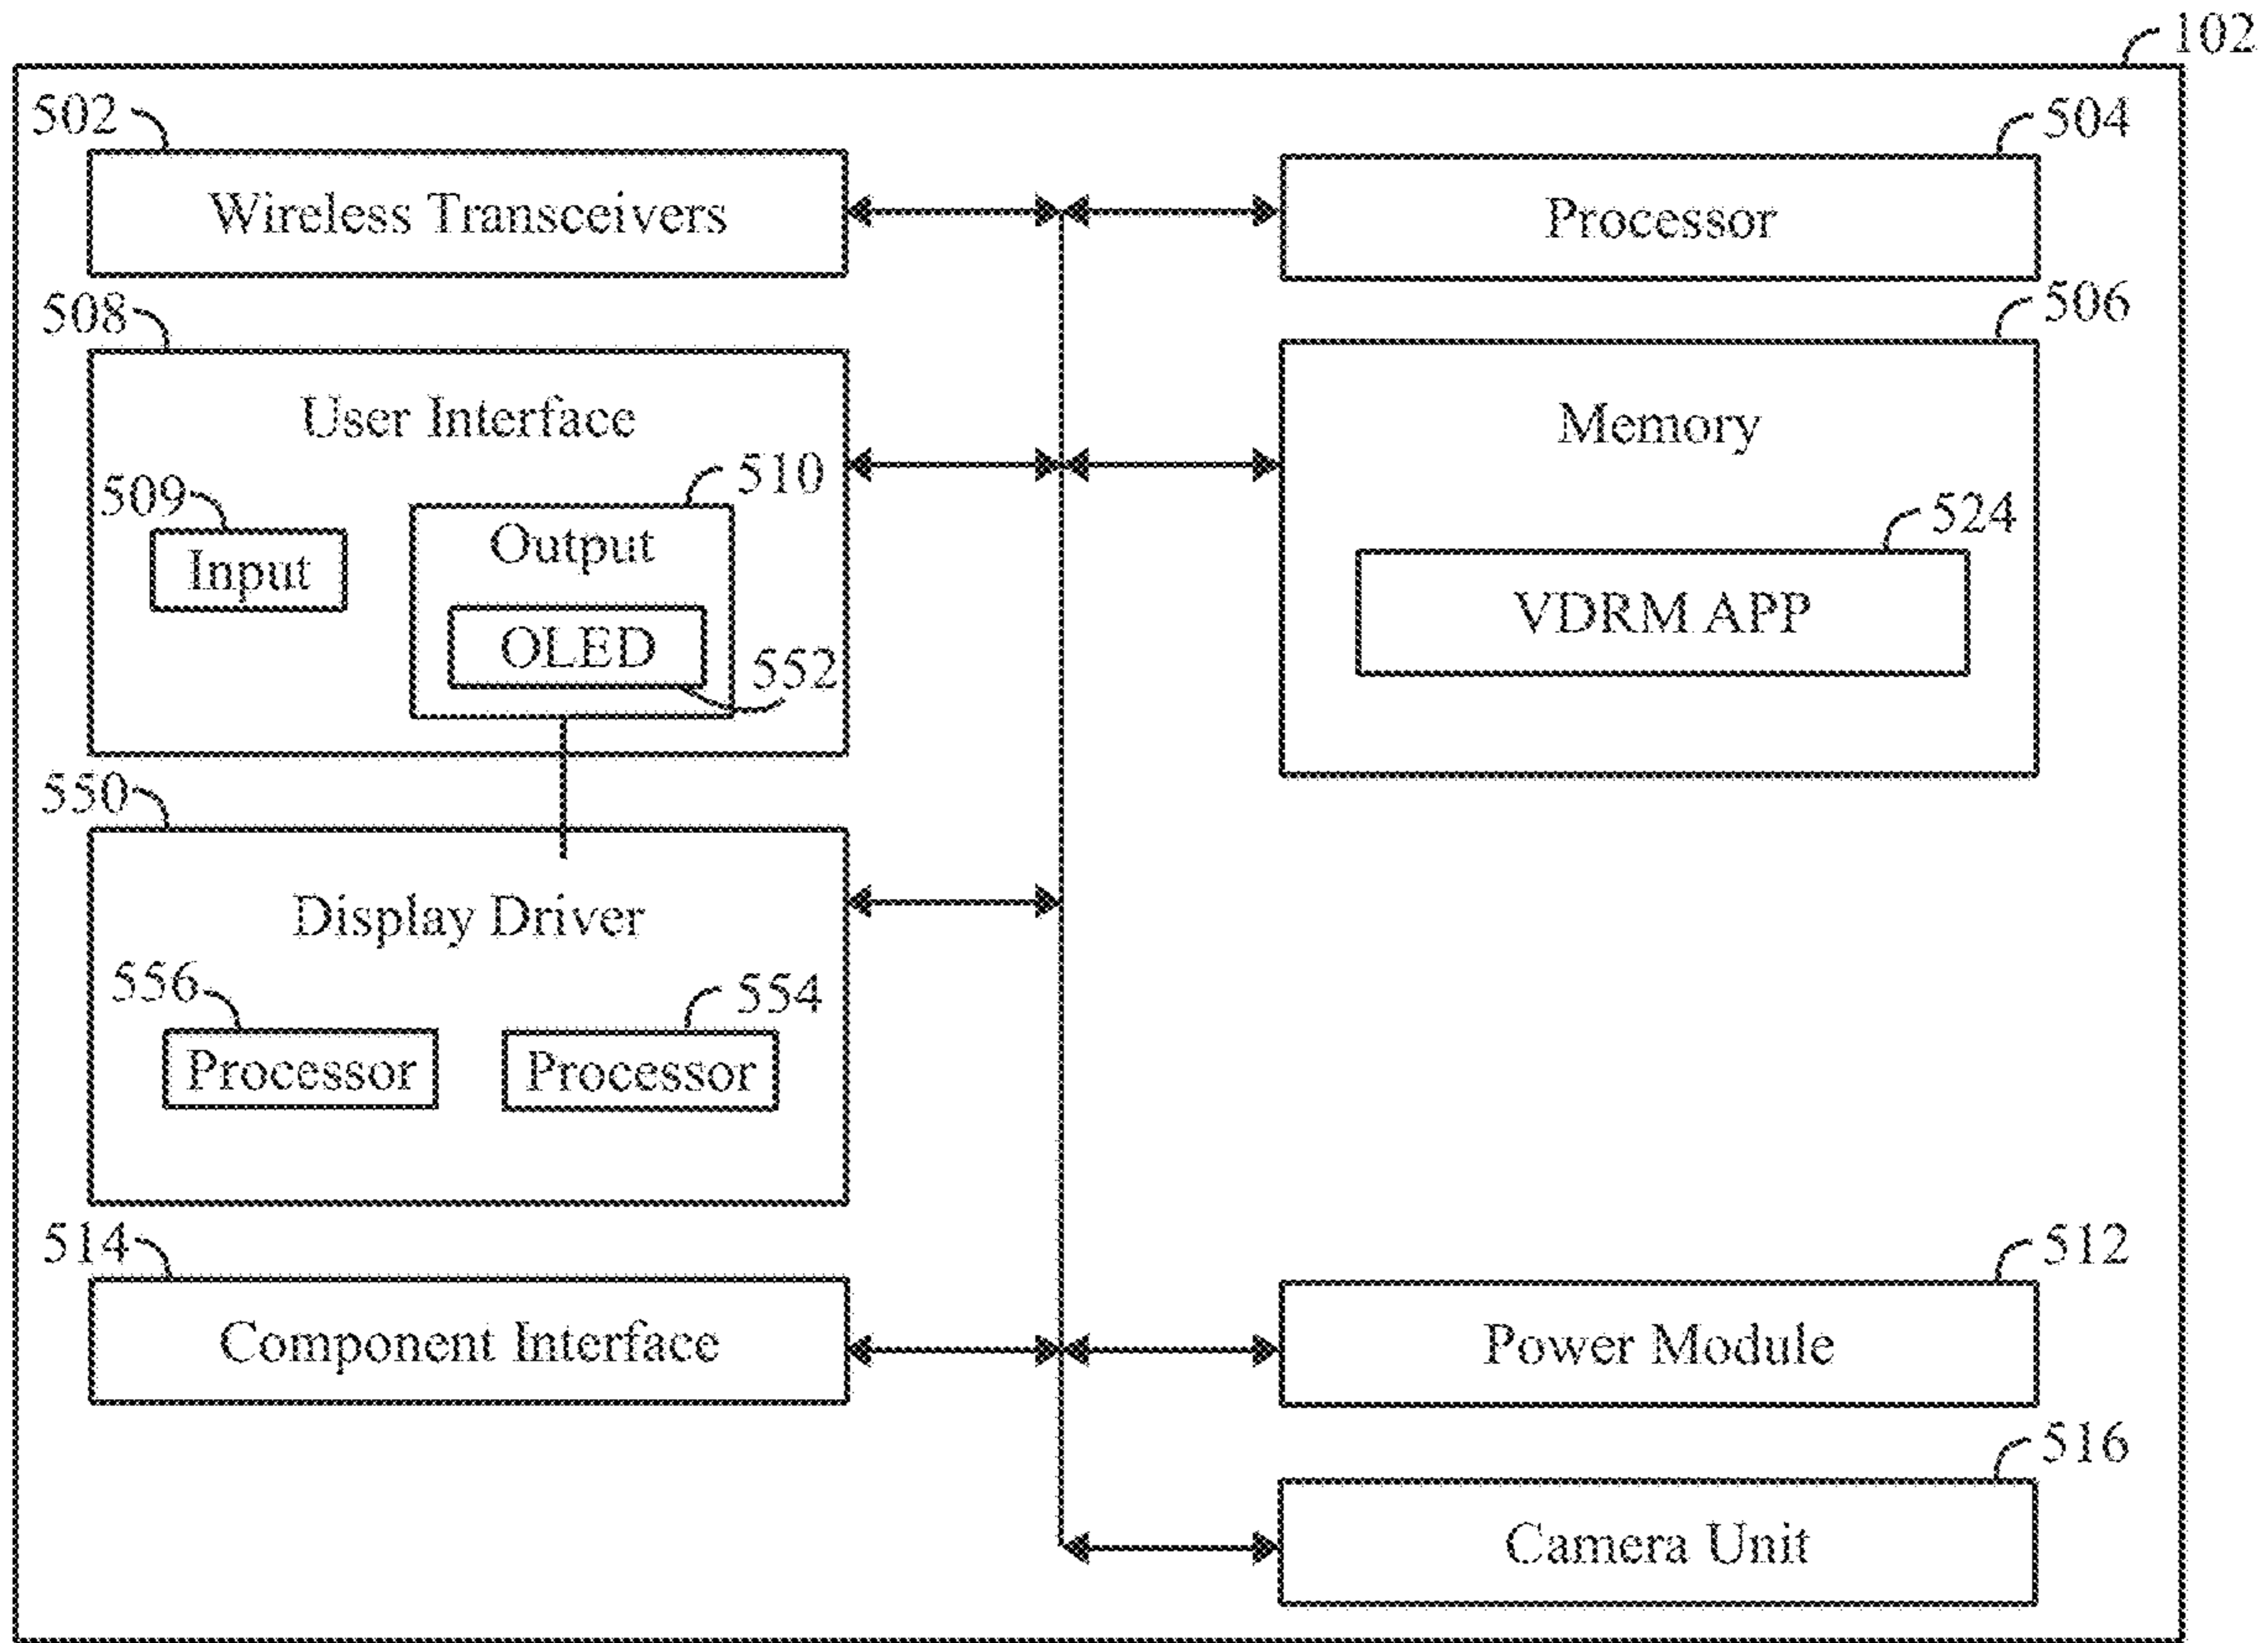 102
502
504
Wireless Transceivers
Processor
508
506
User Interface
Memory
509
510
524
Input
Output
OLED
552
VDRM APP
550
Display Driver
556
554
Processor
Processor
514
512
Component Interface
Power Module
516
Camera Unit